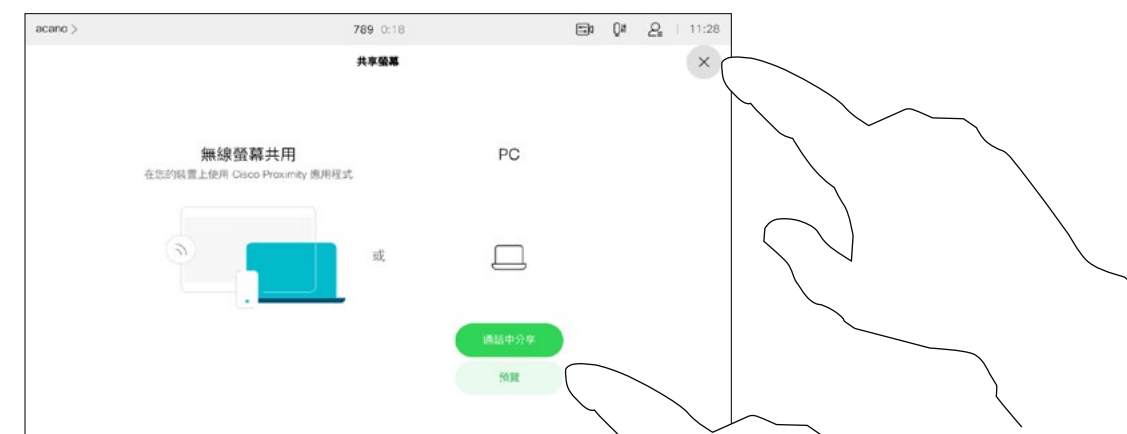 acano >
789 0:18
11:28
共享螢幕
無線螢幕共用
在您的裝置上使用 Cisco Proximity 應用程式
PC
或
通話中分享
預覽